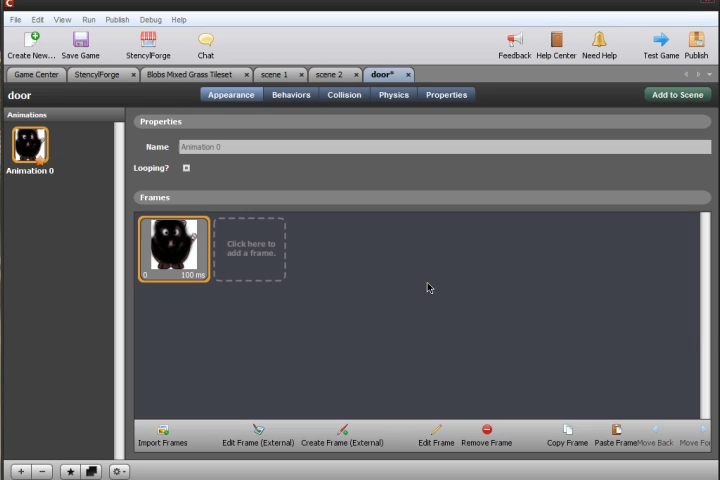 File Edit View Run Publish Debug Help
Create New... Save Game StencylForge Chat Feedback Help Center Need Help Test Game Publish
Game Center StencylForge Blobs Mixed Grass Tileset scene 1 scene 2 door*
door Appearance Behaviors Collision Physics Properties Add to Scene
Animations
Animation 0
Properties
Name Animation 0
Looping?
Frames
0 100 ms
Click here to
add a frame.
Import Frames Edit Frame (External) Create Frame (External) Edit Frame Remove Frame Copy Frame Paste Frame Move Back Move Fo